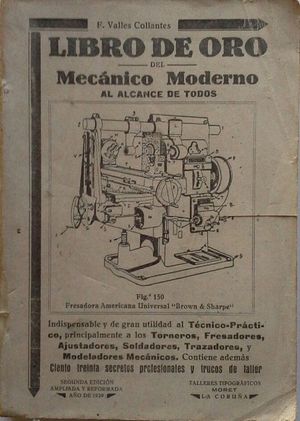 F. Valles Collantes
LIBRO DE ORO
DEL
Mecánico Moderno
AL ALCANCE DE TODOS
Fig.ª 150
Fresadora Americana Universal "Brown & Sharpe"
Indispensable y de gran utilidad al Técnico-Prácti-
co, principalmente a los Torneros, Fresadores,
Ajustadores, Soldadores, Trazadores, y
Modeladores Mecánicos. Contiene además
Ciento treinta secretos profesionales y trucos de taller
SEGUNDA EDICIÓN
AMPLIADA Y REFORMADA
AÑO DE 1929
TALLERES TIPOGRÁFICOS
MORET
LA CORUÑA